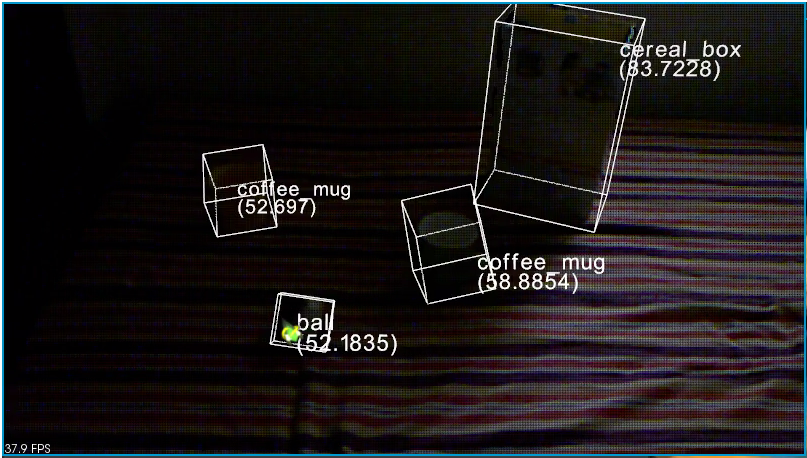 cereal_box
(83.7228)
coffee_mug
(52.697)
coffee_mug
(58.8854)
ball
(52.1835)
37.9 FPS